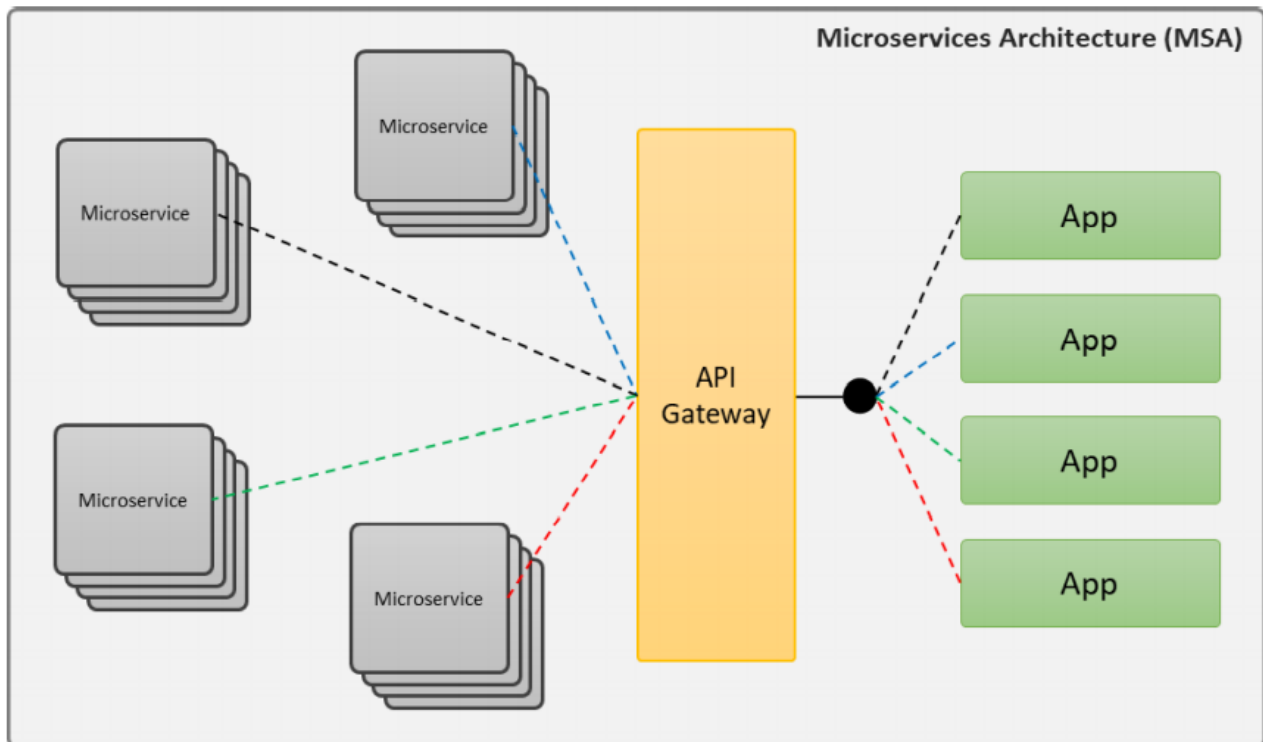 Microservices Architecture (MSA)
Microservice
Microservice
Microservice
Microservice
API
Gateway
App
App
App
App